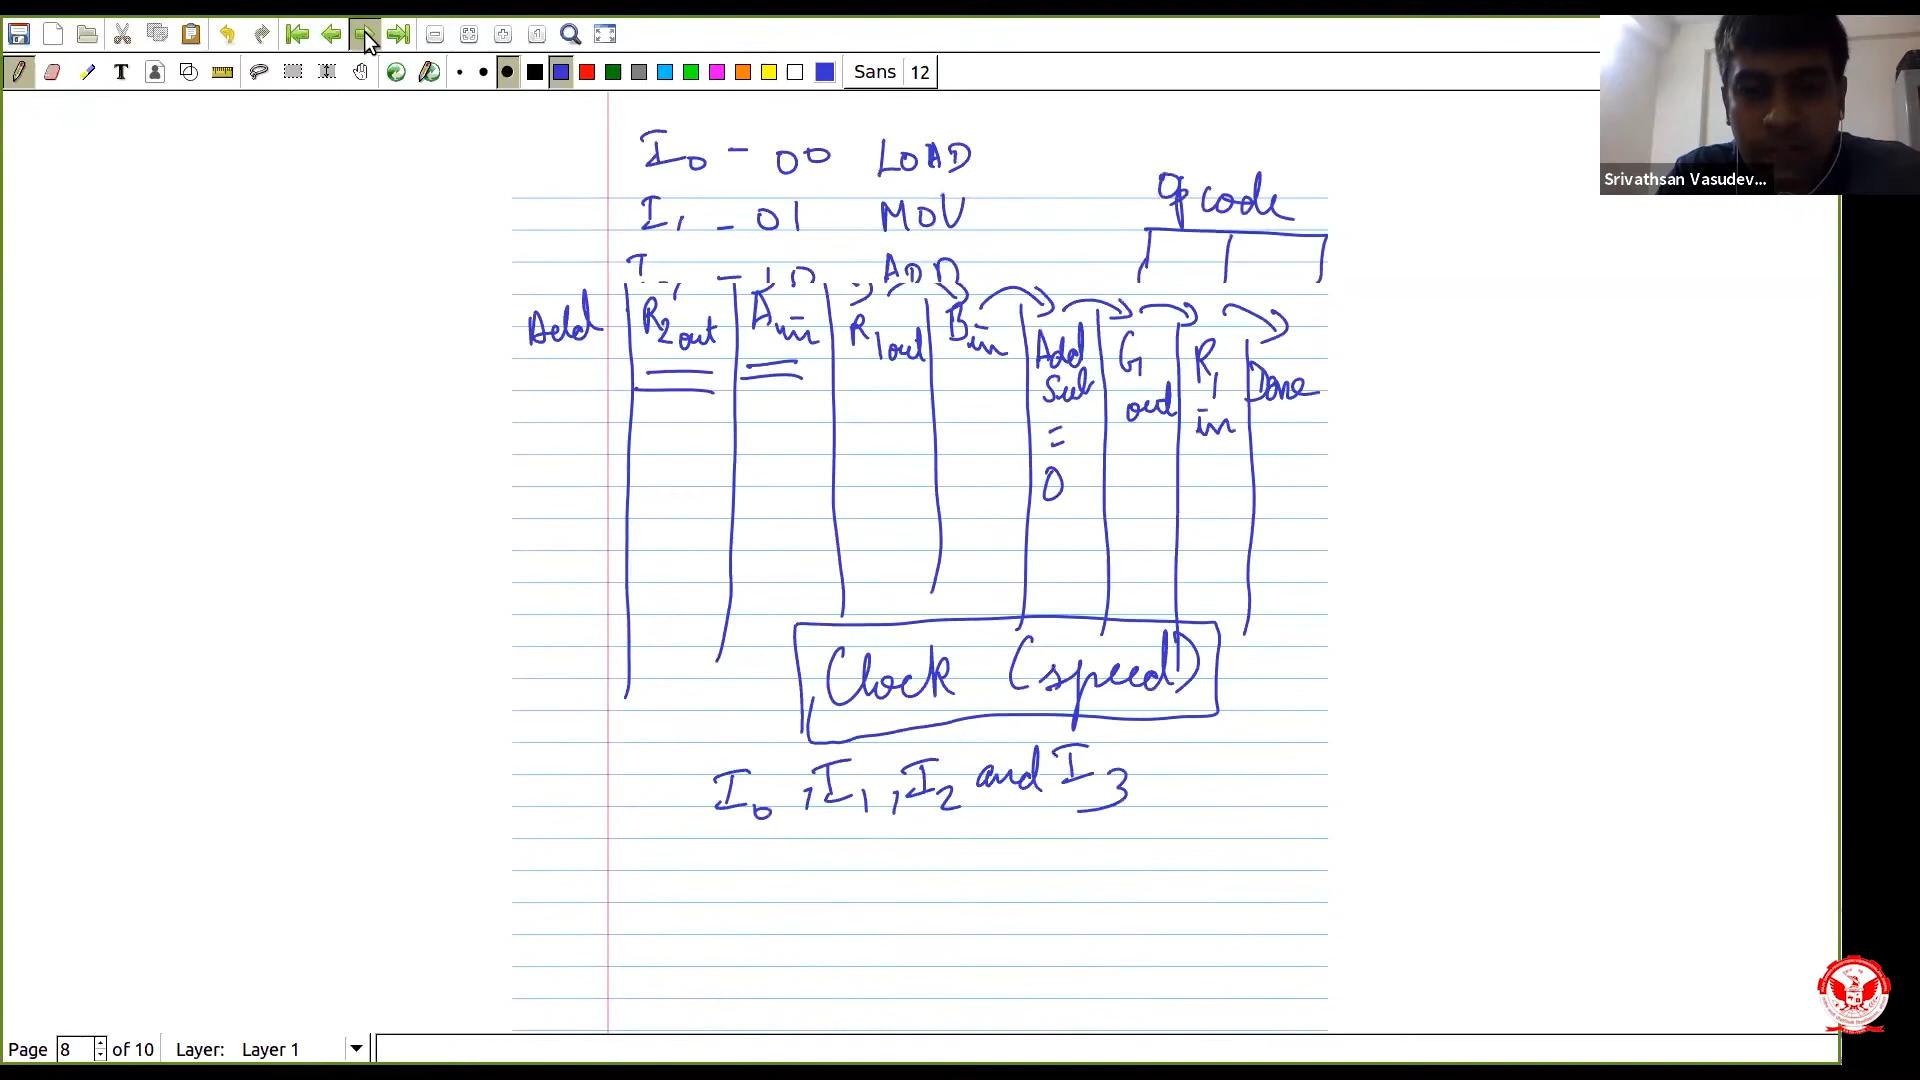 Sans 12
Srivathsan Vasudev...
I0 - 00 LOAD
I1 - 01 MOV
- 10 ADD
Opcode
Add R2out Ain R1out Bin Add Sub = 0 G out R1 in Done
Clock (speed)
I0, I1, I2 and I3
Page 8 of 10 Layer: Layer 1